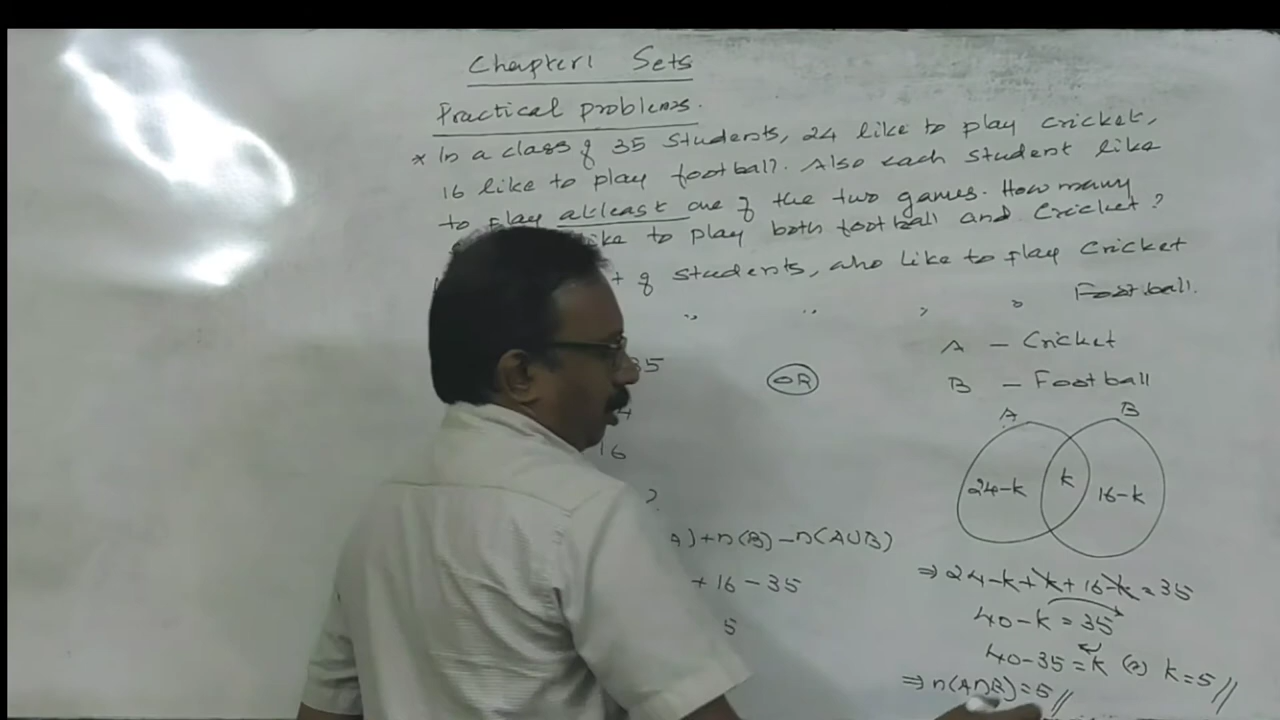 Chapter 1 Sets
Practical problems.
* In a class of 35 students, 24 like to play cricket,
16 like to play football. Also each student like
to play atleast one of the two games. How many
like to play both football and cricket?
of students, who like to play cricket
" " " " Football.
35
16
?
A)+n(B)-n(A∪B)
+16-35
5
OR
A - Cricket
B - Football
A B
24-k k 16-k
⇒ 24-k+k+16-k=35
40-k=35
40-35=k (or) k=5//
⇒ n(A∩B)=5//